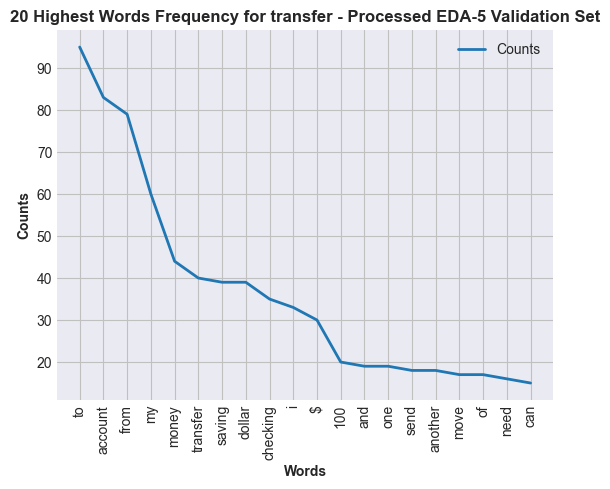 20 Highest Words Frequency for transfer - Processed EDA-5 Validation Set
Counts
90
80
70
60
50
40
30
20
Counts
to
account
from
my
money
transfer
saving
dollar
checking
i
$
100
and
one
send
another
move
of
need
can
Words